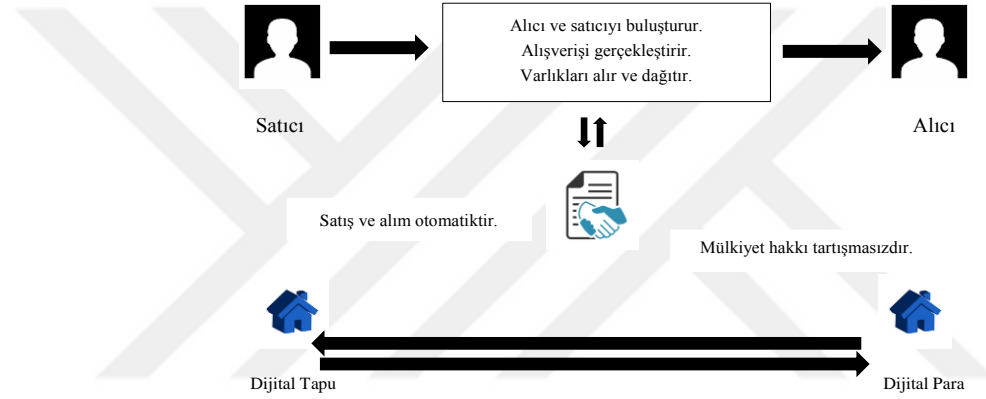 Alıcı ve satıcıyı buluşturur.
Alışverişi gerçekleştirir.
Varlıkları alır ve dağıtır.
Satıcı
Alıcı
Satış ve alım otomatiktir.
Mülkiyet hakkı tartışmasızdır.
Dijital Tapu
Dijital Para